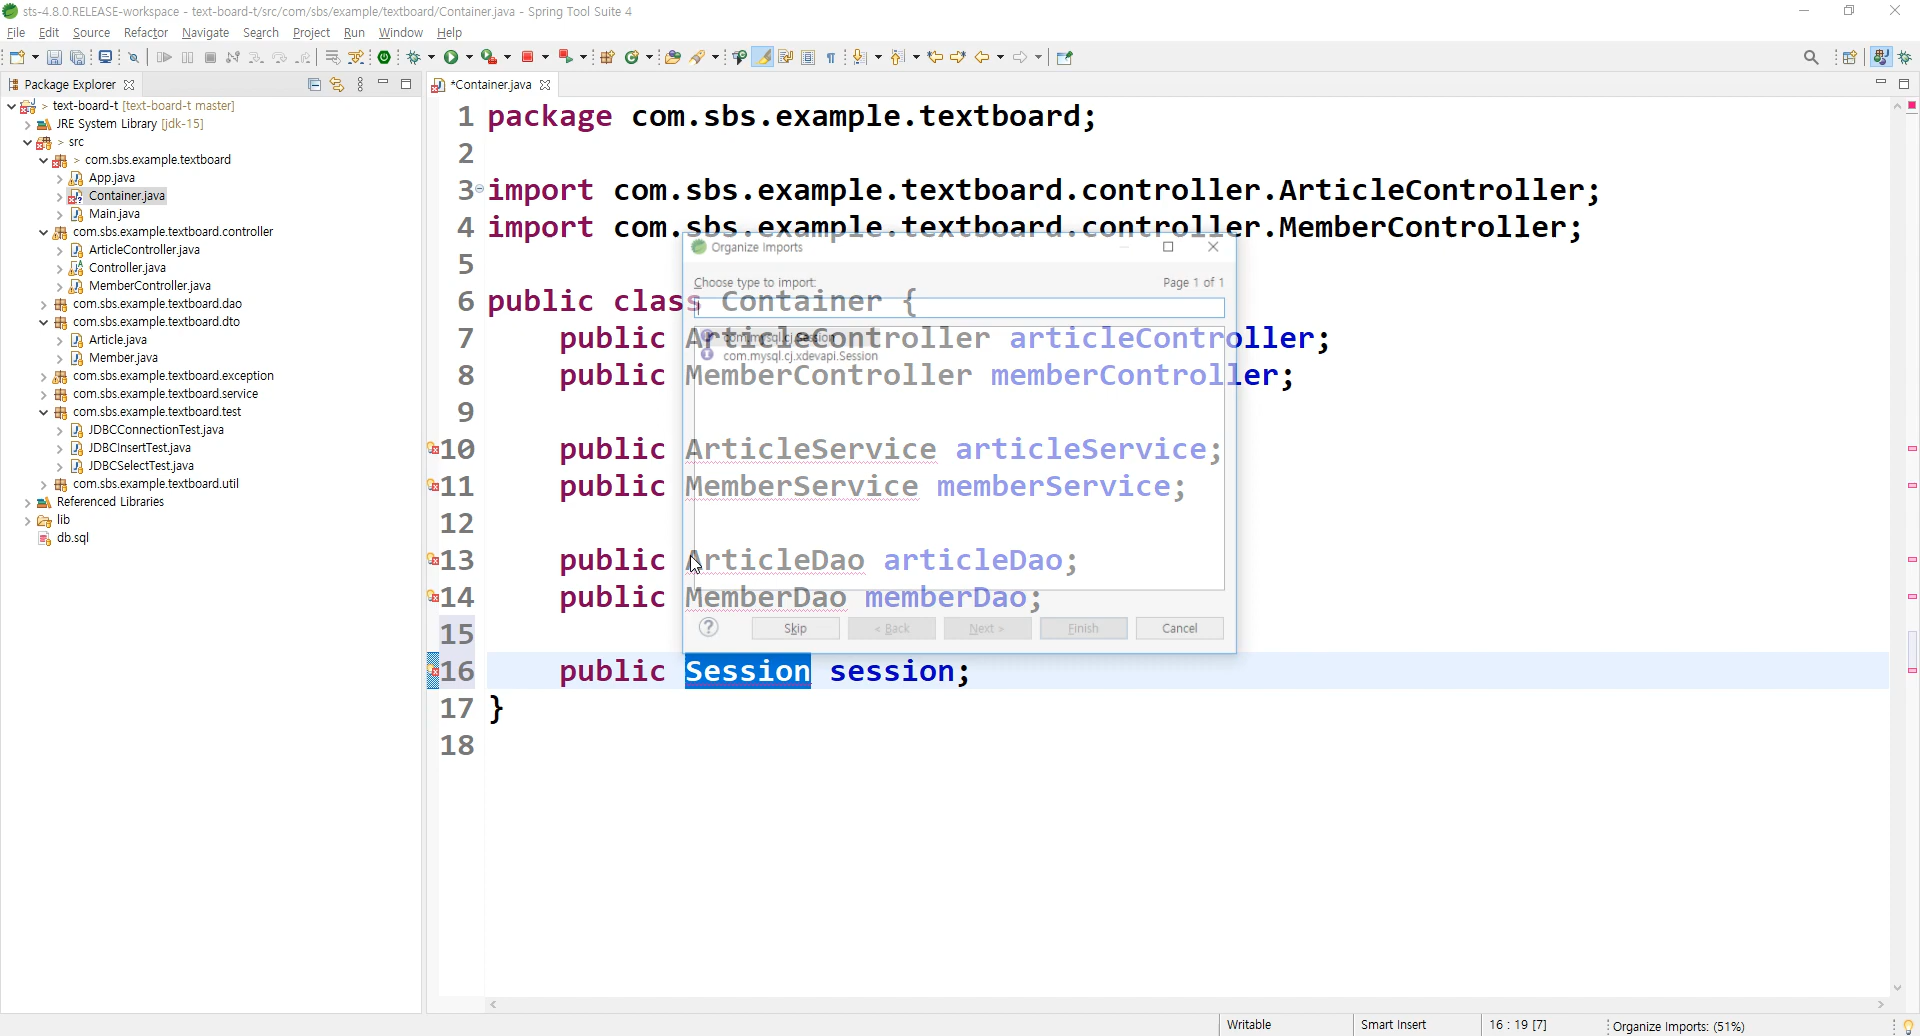 sts-4.8.0.RELEASE-workspace - text-board-t/src/com/sbs/example/textboard/Container.java - Spring Tool Suite 4
File Edit Source Refactor Navigate Search Project Run Window Help
Package Explorer
text-board-t [text-board-t master]
JRE System Library [jdk-15]
src
com.sbs.example.textboard
App.java
Container.java
Main.java
com.sbs.example.textboard.controller
ArticleController.java
Controller.java
MemberController.java
com.sbs.example.textboard.dao
com.sbs.example.textboard.dto
Article.java
Member.java
com.sbs.example.textboard.exception
com.sbs.example.textboard.service
com.sbs.example.textboard.test
JDBCConnectionTest.java
JDBCInsertTest.java
JDBCSelectTest.java
com.sbs.example.textboard.util
Referenced Libraries
lib
db.sql
*Container.java
1 package com.sbs.example.textboard;
2
3 import com.sbs.example.textboard.controller.ArticleController;
4 import com.sbs.example.textboard.controller.MemberController;
5
6 public class Container {
7 public ArticleController articleController;
8 public MemberController memberController;
9
10 public ArticleService articleService;
11 public MemberService memberService;
12
13 public ArticleDao articleDao;
14 public MemberDao memberDao;
15
16 public Session session;
17 }
18
Organize Imports
Choose type to import: Page 1 of 1
com.mysql.cj.Session
com.mysql.cj.xdevapi.Session
Skip < Back Next > Finish Cancel
Writable Smart Insert 16 : 19 [7] Organize Imports: (51%)